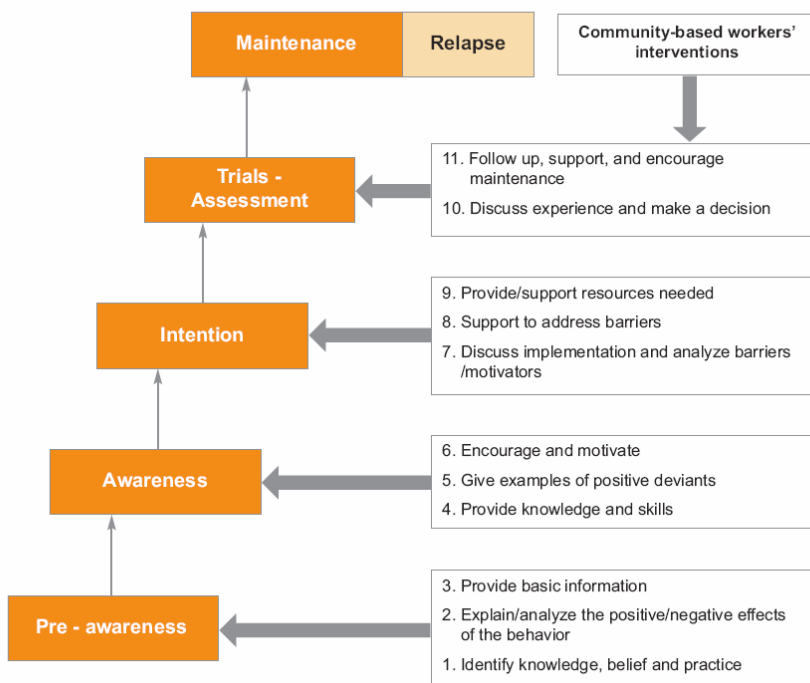 Maintenance
Relapse
Community-based workers'
interventions
Trials -
Assessment
11. Follow up, support, and encourage
maintenance
10. Discuss experience and make a decision
Intention
9. Provide/support resources needed
8. Support to address barriers
7. Discuss implementation and analyze barriers
/motivators
Awareness
6. Encourage and motivate
5. Give examples of positive deviants
4. Provide knowledge and skills
Pre - awareness
3. Provide basic information
2. Explain/analyze the positive/negative effects
of the behavior
1. Identify knowledge, belief and practice